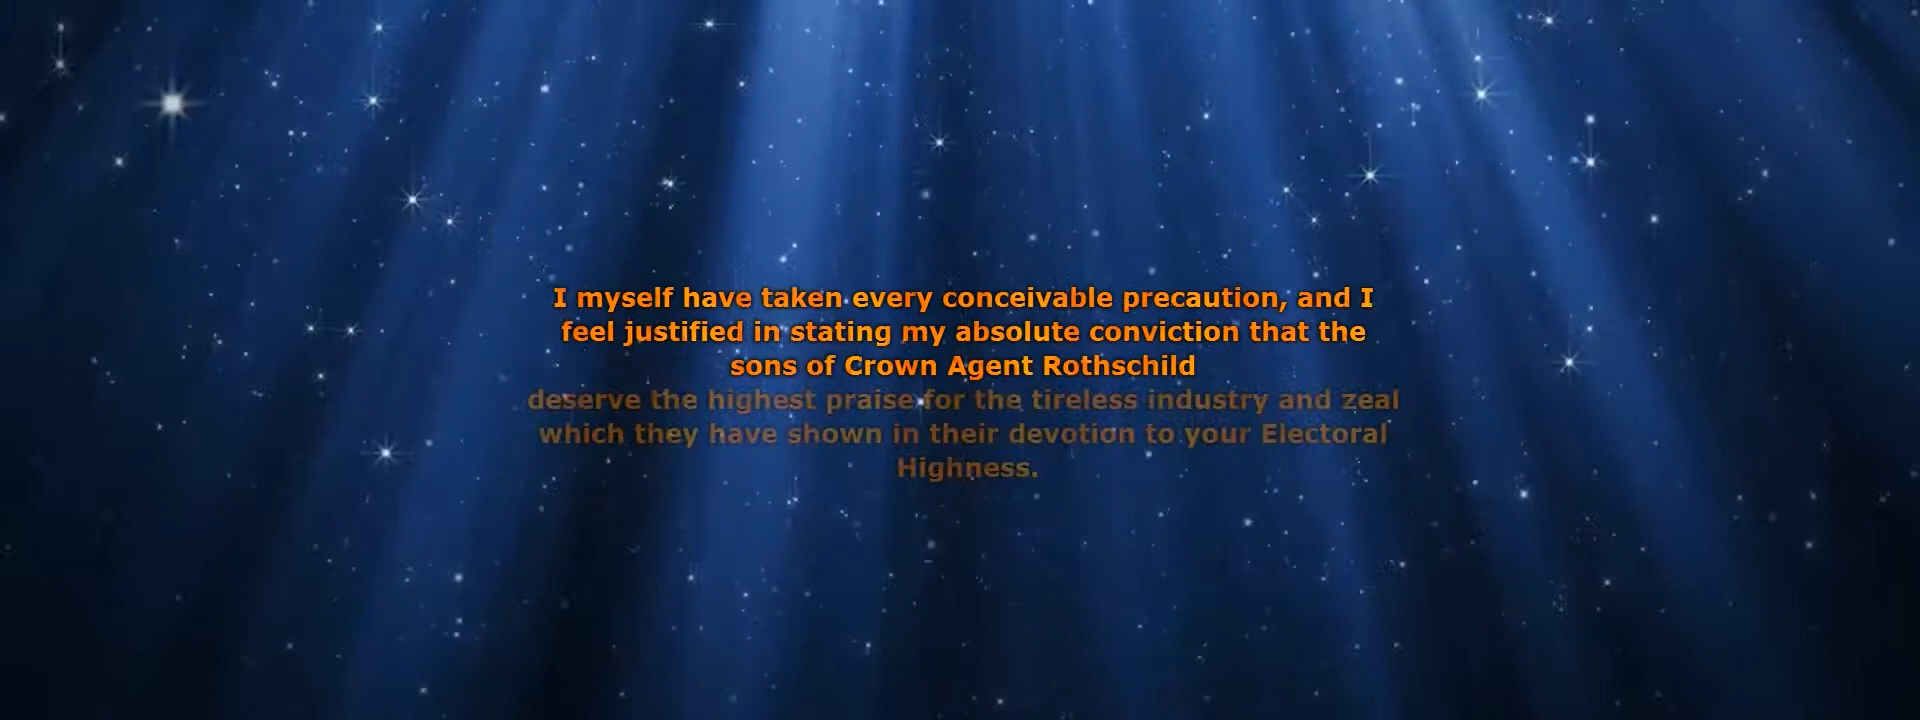 I myself have taken every conceivable precaution, and I
feel justified in stating my absolute conviction that the
sons of Crown Agent Rothschild
deserve the highest praise for the tireless industry and zeal
which they have shown in their devotion to your Electoral
Highness.